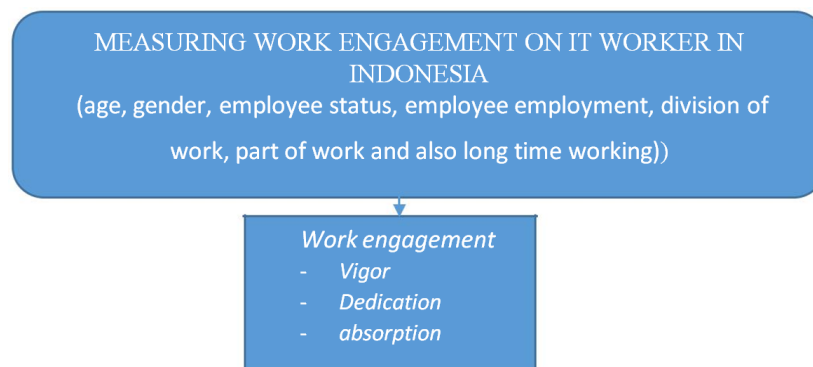 MEASURING WORK ENGAGEMENT ON IT WORKER IN
INDONESIA
(age, gender, employee status, employee employment, division of
work, part of work and also long time working))
Work engagement
- Vigor
- Dedication
- absorption